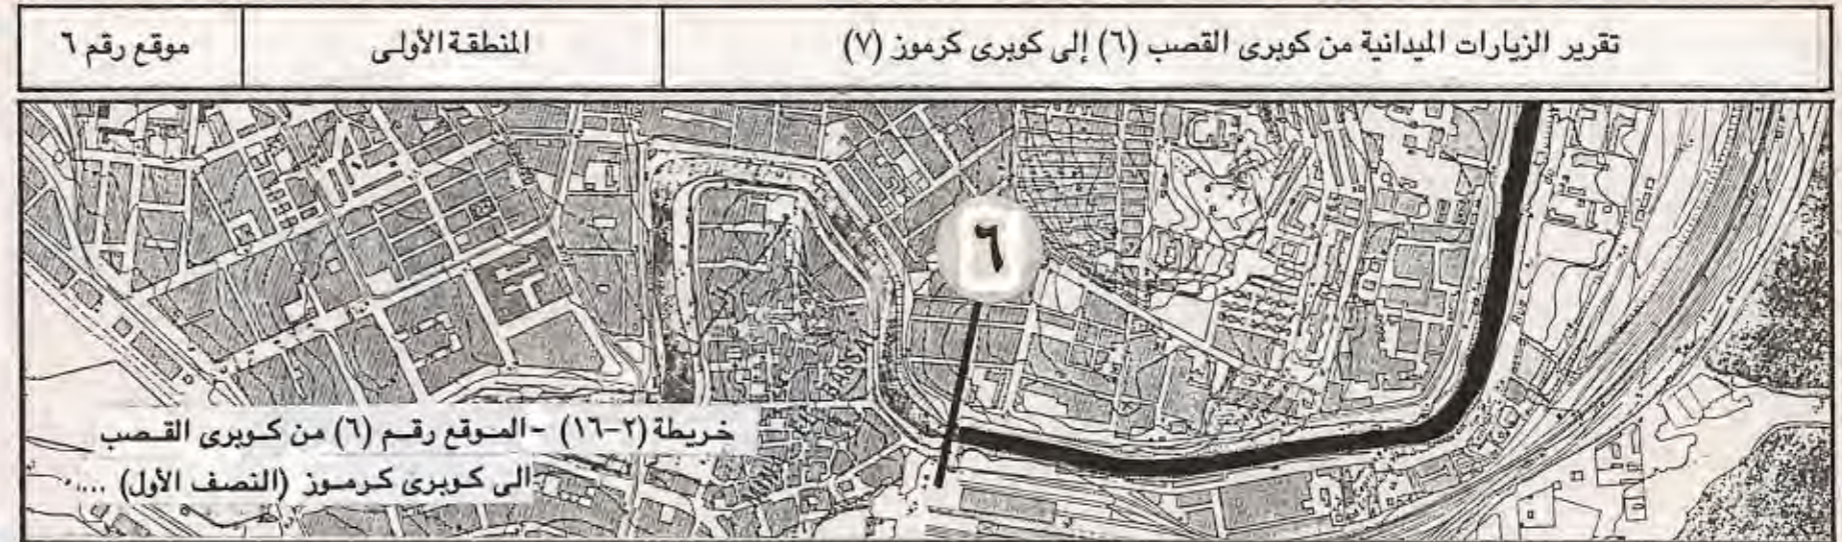 تقرير الزيارات الميدانية من كوبرى القصب (٦) إلى كوبرى كرموز (٧)
المنطقة الأولى
موقع رقم ٦
٦
خريطة (٢-١٦) - الموقع رقم (٦) من كوبرى القصب
الى كوبرى كرموز (النصف الأول) ....